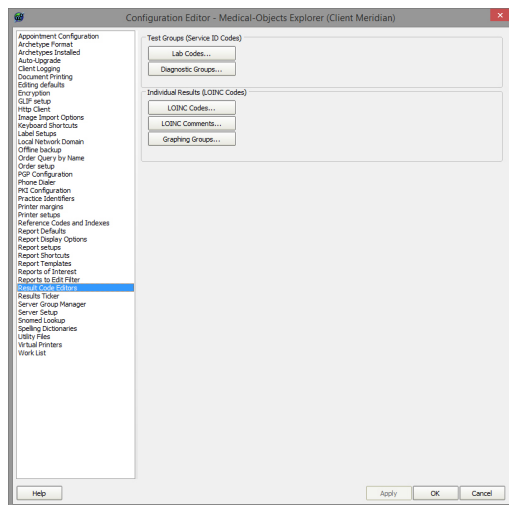 Configuration Editor - Medical-Objects Explorer (Client Meridian)
Appointment Configuration
Archetype Format
Archetypes Installed
Auto-Upgrade
Client Logging
Document Printing
Editing defaults
Encryption
GLIF setup
Http Client
Image Import Options
Keyboard Shortcuts
Label Setups
Local Network Domain
Offline backup
Order Query by Name
Order setup
PGP Configuration
Phone Dialer
PKI Configuration
Practice Identifiers
Printer margins
Printer setups
Reference Codes and Indexes
Report Defaults
Report Display Options
Report setups
Report Shortcuts
Report Templates
Reports of Interest
Reports to Edit Filter
Result Code Editors
Results Ticker
Server Group Manager
Server Setup
Snomed Lookup
Spelling Dictionaries
Utility Files
Virtual Printers
Work List
Test Groups (Service ID Codes)
Lab Codes...
Diagnostic Groups...
Individual Results (LOINC Codes)
LOINC Codes...
LOINC Comments...
Graphing Groups...
Help
Apply
OK
Cancel